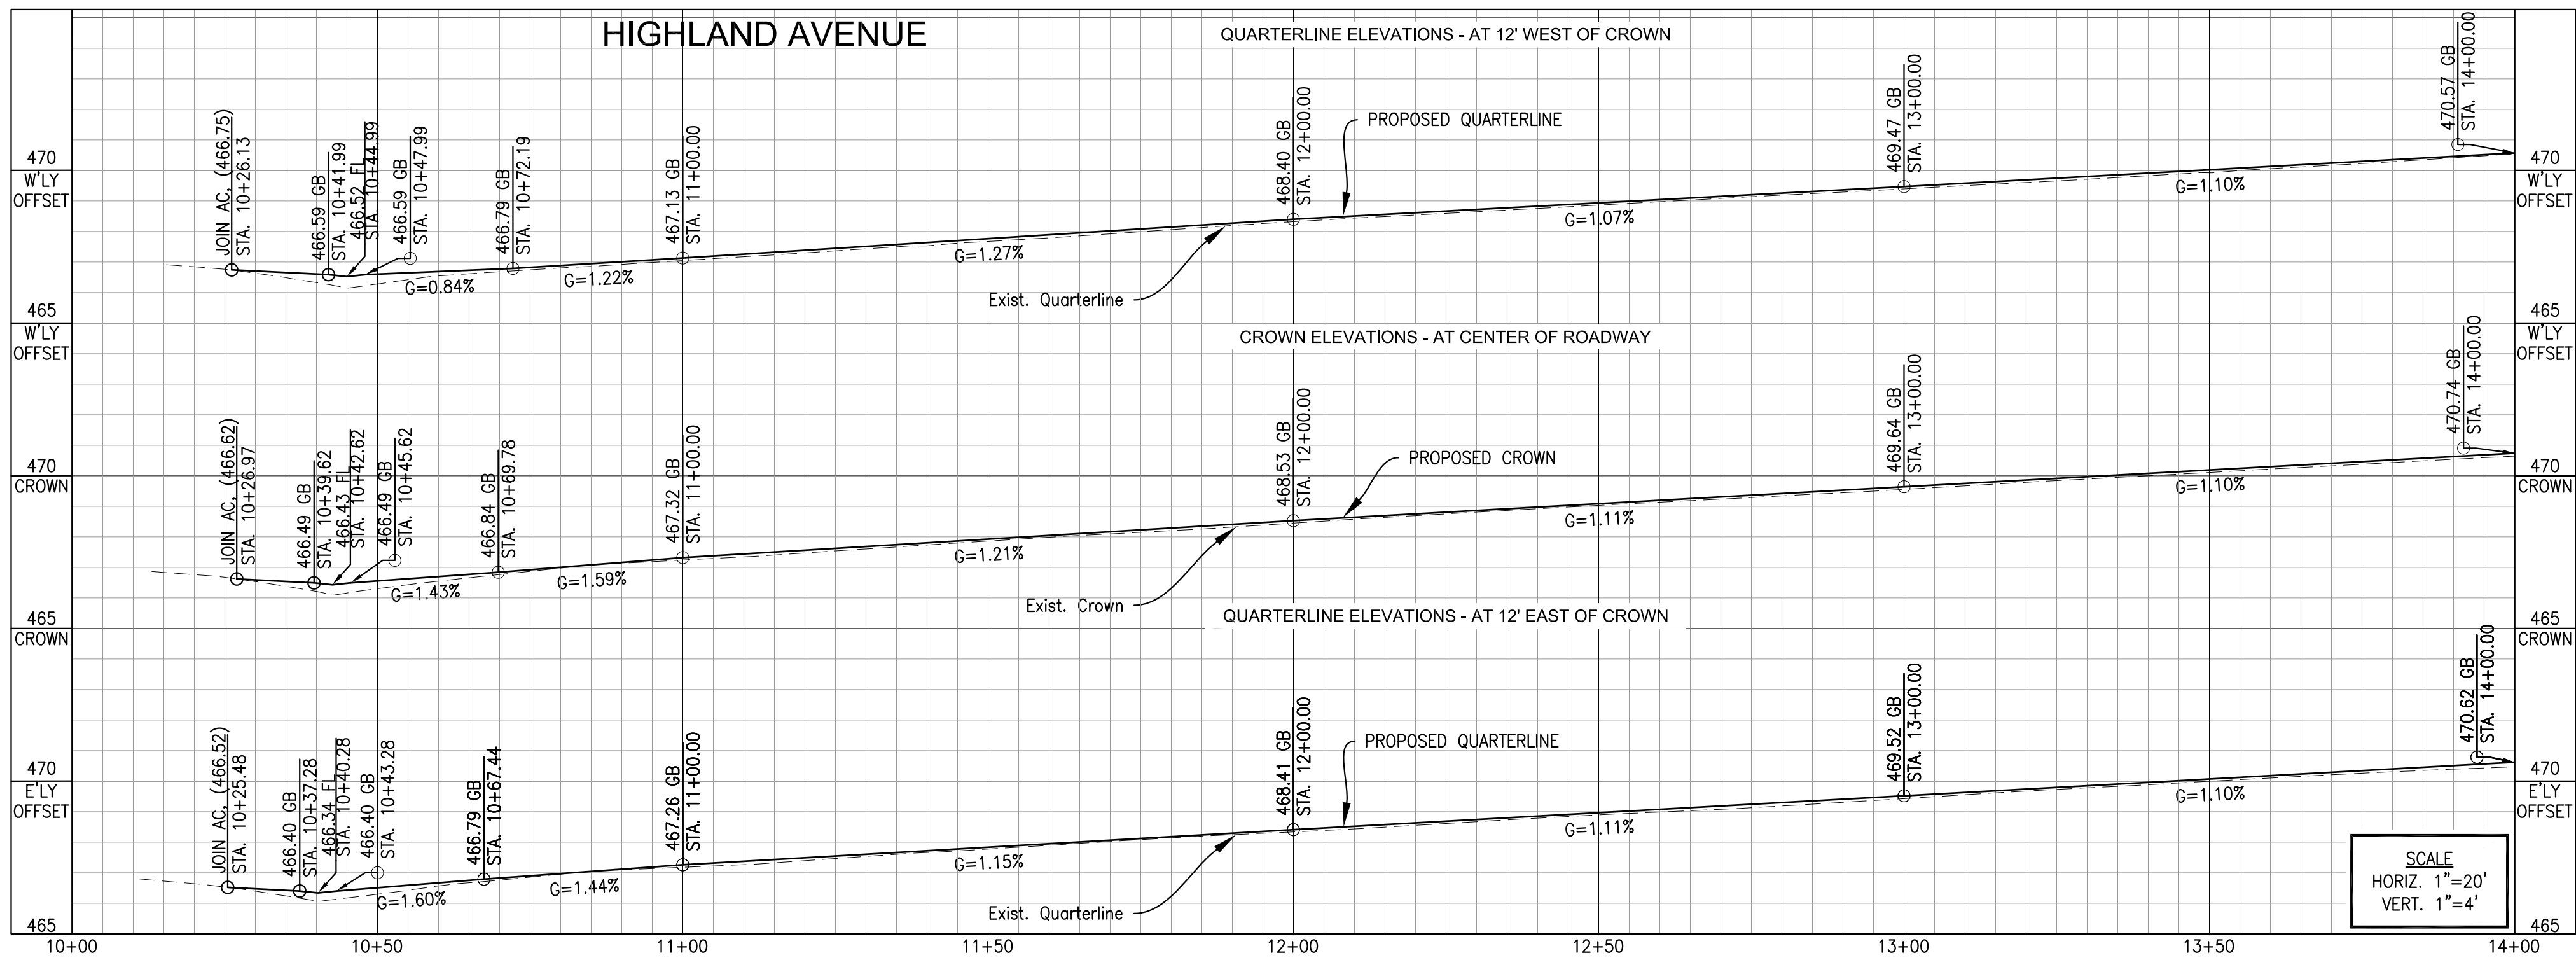 HIGHLAND AVENUE
QUARTERLINE ELEVATIONS - AT 12' WEST OF CROWN
JOIN AC, (466.75)
STA. 10+26.13
466.59 GB
STA. 10+41.99
466.52 FL
STA. 10+44.99
466.59 GB
STA. 10+47.99
466.79 GB
STA. 10+72.19
467.13 GB
STA. 11+00.00
468.40 GB
STA. 12+00.00
PROPOSED QUARTERLINE
469.47 GB
STA. 13+00.00
470.57 GB
STA. 14+00.00
470
W'LY
OFFSET
470
W'LY
OFFSET
G=0.84%
G=1.22%
G=1.27%
G=1.07%
G=1.10%
Exist. Quarterline
465
W'LY
OFFSET
465
W'LY
OFFSET
CROWN ELEVATIONS - AT CENTER OF ROADWAY
JOIN AC, (466.62)
STA. 10+26.97
466.49 GB
STA. 10+39.62
466.43 FL
STA. 10+42.62
466.49 GB
STA. 10+45.62
466.84 GB
STA. 10+69.78
467.32 GB
STA. 11+00.00
468.53 GB
STA. 12+00.00
PROPOSED CROWN
469.64 GB
STA. 13+00.00
470.74 GB
STA. 14+00.00
470
CROWN
470
CROWN
G=1.43%
G=1.59%
G=1.21%
G=1.11%
G=1.10%
Exist. Crown
465
CROWN
465
CROWN
QUARTERLINE ELEVATIONS - AT 12' EAST OF CROWN
JOIN AC, (466.52)
STA. 10+25.48
466.40 GB
STA. 10+37.28
466.34 FL
STA. 10+40.28
466.40 GB
STA. 10+43.28
466.79 GB
STA. 10+67.44
467.26 GB
STA. 11+00.00
468.41 GB
STA. 12+00.00
PROPOSED QUARTERLINE
469.52 GB
STA. 13+00.00
470.62 GB
STA. 14+00.00
470
E'LY
OFFSET
470
E'LY
OFFSET
G=1.60%
G=1.44%
G=1.15%
G=1.11%
G=1.10%
Exist. Quarterline
SCALE
HORIZ. 1"=20'
VERT. 1"=4'
465
465
10+00
10+50
11+00
11+50
12+00
12+50
13+00
13+50
14+00